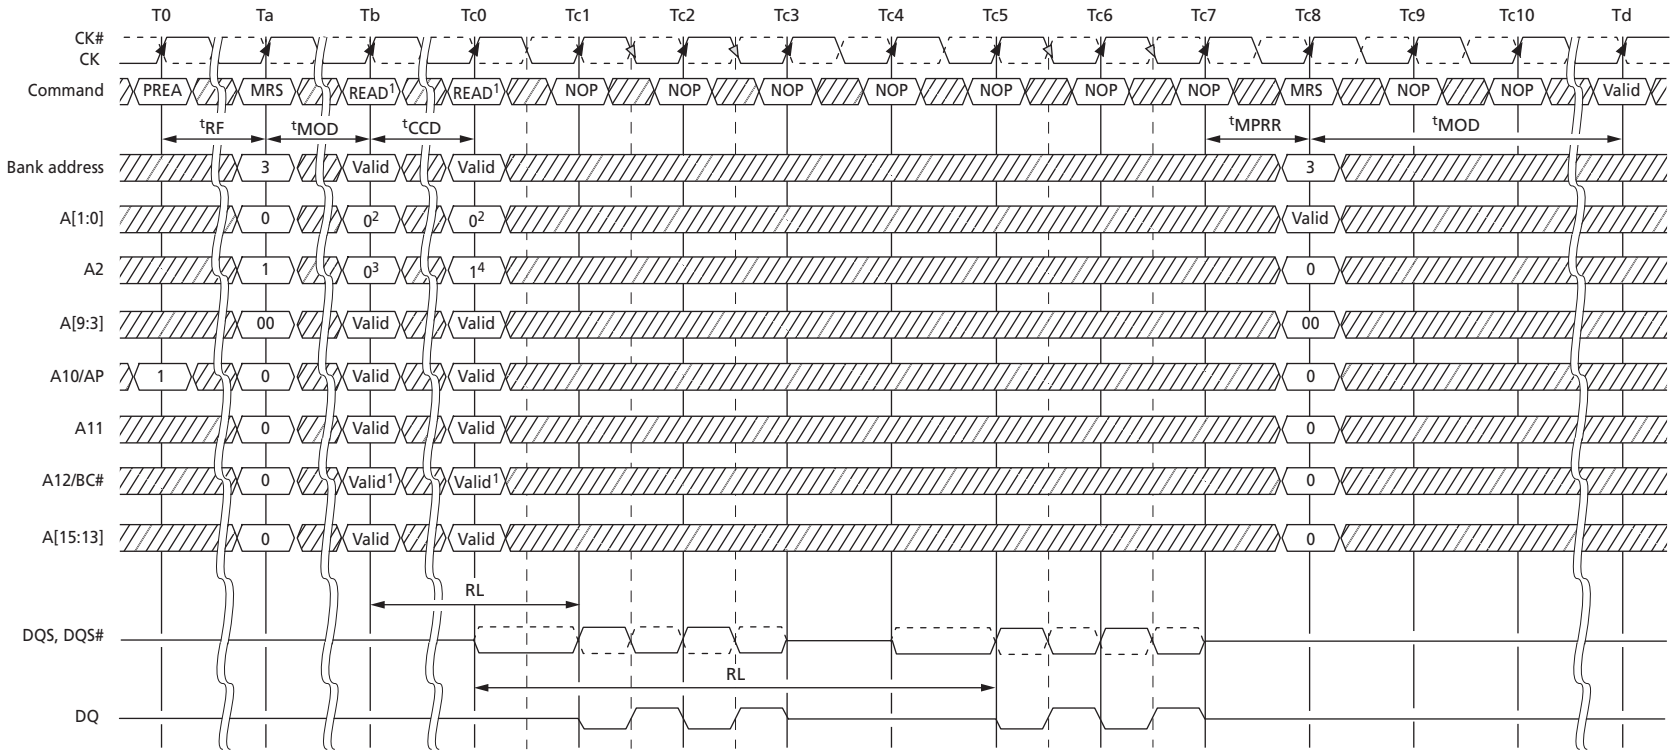 T0 Ta Tb Tc0 Tc1 Tc2 Tc3 Tc4 Tc5 Tc6 Tc7 Tc8 Tc9 Tc10 Td
CK#
CK
Command PREA MRS READ¹ READ¹ NOP NOP NOP NOP NOP NOP NOP MRS NOP NOP Valid
ᵗRF ᵗMOD ᵗCCD ᵗMPRR ᵗMOD
Bank address 3 Valid Valid 3
A[1:0] 0 0² 0² Valid
A2 1 0³ 1⁴ 0
A[9:3] 00 Valid Valid 00
A10/AP 1 0 Valid Valid 0
A11 0 Valid Valid 0
A12/BC# 0 Valid¹ Valid¹ 0
A[15:13] 0 Valid Valid 0
RL
DQS, DQS#
RL
DQ